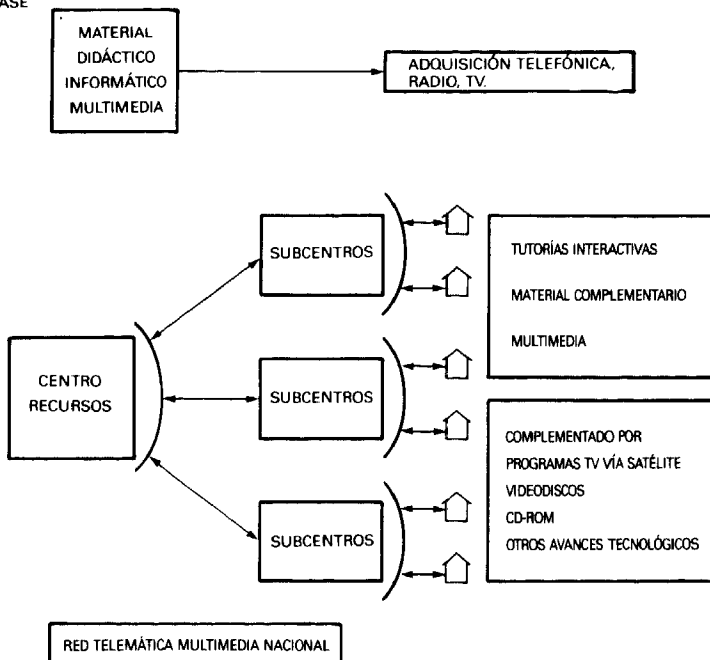 MATERIAL
DIDÁCTICO
INFORMÁTICO
MULTIMEDIA
ADQUISICIÓN TELEFÓNICA,
RADIO, TV.
SUBCENTROS
TUTORÍAS INTERACTIVAS
MATERIAL COMPLEMENTARIO
MULTIMEDIA
CENTRO
RECURSOS
SUBCENTROS
COMPLEMENTADO POR
PROGRAMAS TV VÍA SATÉLITE
VIDEODISCOS
CD-ROM
OTROS AVANCES TECNOLÓGICOS
SUBCENTROS
RED TELEMÁTICA MULTIMEDIA NACIONAL